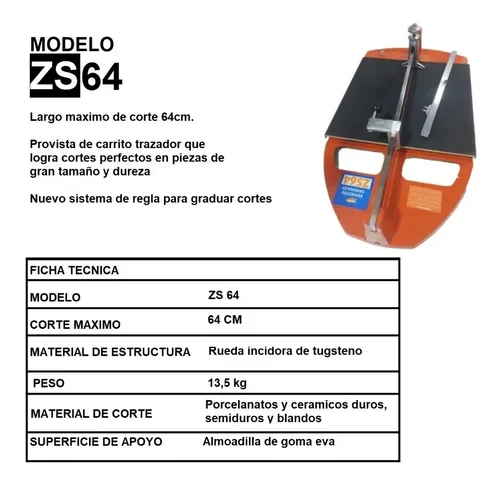 MODELO
ZS64
Largo maximo de corte 64cm.
Provista de carrito trazador que
logra cortes perfectos en piezas de
gran tamaño y dureza
Nuevo sistema de regla para graduar cortes
ZS64
FICHA TECNICA
MODELO ZS 64
CORTE MAXIMO 64 CM
MATERIAL DE ESTRUCTURA Rueda incidora de tugsteno
PESO 13,5 kg
MATERIAL DE CORTE Porcelanatos y ceramicos duros,
semiduros y blandos
SUPERFICIE DE APOYO Almoadilla de goma eva